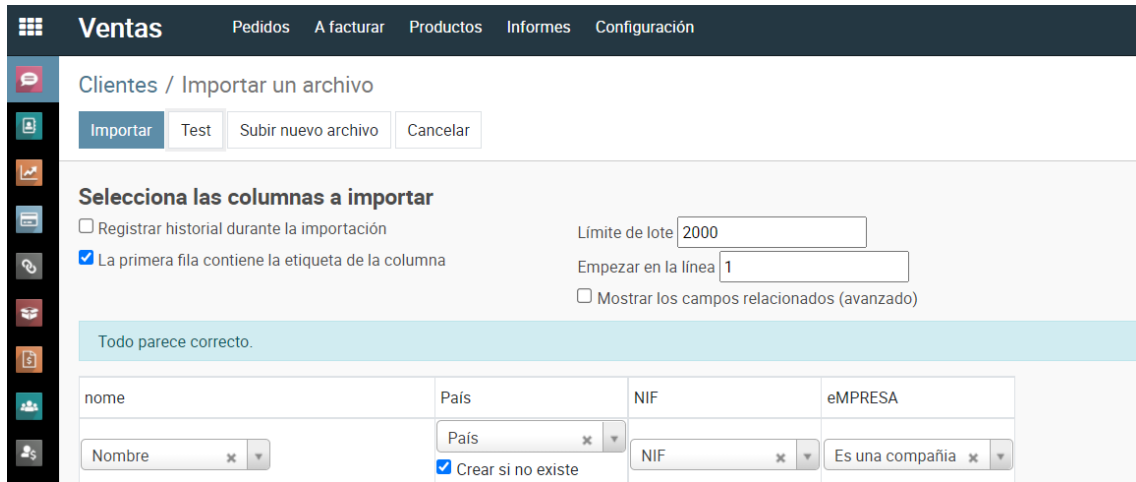 Ventas Pedidos A facturar Productos Informes Configuración
Clientes / Importar un archivo
Importar Test Subir nuevo archivo Cancelar
Selecciona las columnas a importar
Registrar historial durante la importación Límite de lote 2000
La primera fila contiene la etiqueta de la columna Empezar en la línea 1
Mostrar los campos relacionados (avanzado)
Todo parece correcto.
nome País NIF eMPRESA
Nombre País NIF Es una compañia
Crear si no existe